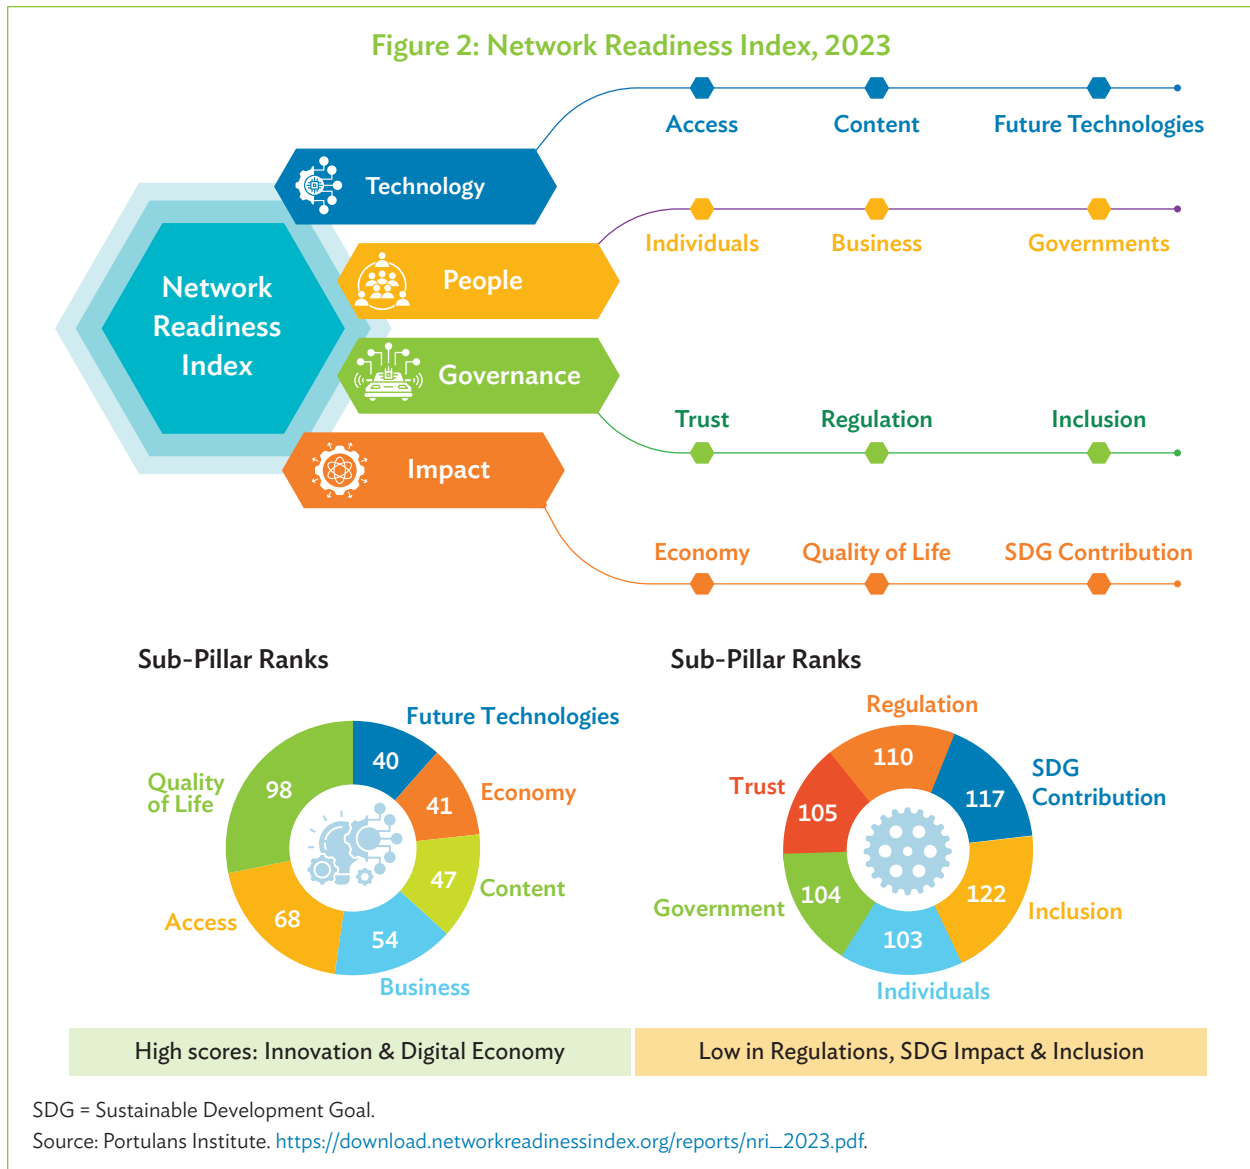 Figure 2: Network Readiness Index, 2023
Access
Content
Future Technologies
Technology
Individuals
Business
Governments
People
Network
Readiness
Index
Governance
Trust
Regulation
Inclusion
Impact
Economy
Quality of Life
SDG Contribution
Sub-Pillar Ranks
Future Technologies
40
Economy
41
Content
47
Business
54
Access
68
Quality
of Life
98
Sub-Pillar Ranks
Regulation
110
SDG
Contribution
117
Inclusion
122
Individuals
103
Government
104
Trust
105
High scores: Innovation & Digital Economy
Low in Regulations, SDG Impact & Inclusion
SDG = Sustainable Development Goal.
Source: Portulans Institute. https://download.networkreadinessindex.org/reports/nri_2023.pdf.